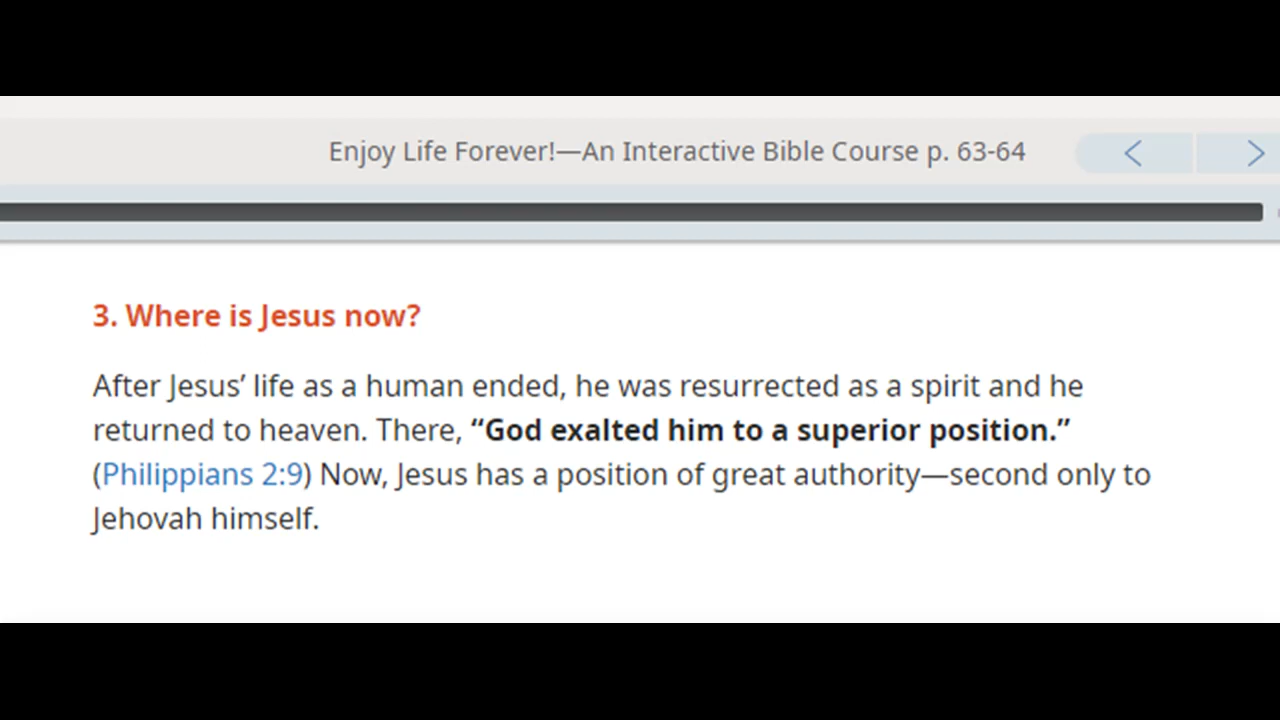 Enjoy Life Forever!—An Interactive Bible Course p. 63-64
3. Where is Jesus now?
After Jesus’ life as a human ended, he was resurrected as a spirit and he
returned to heaven. There, “God exalted him to a superior position.”
(Philippians 2:9) Now, Jesus has a position of great authority—second only to
Jehovah himself.